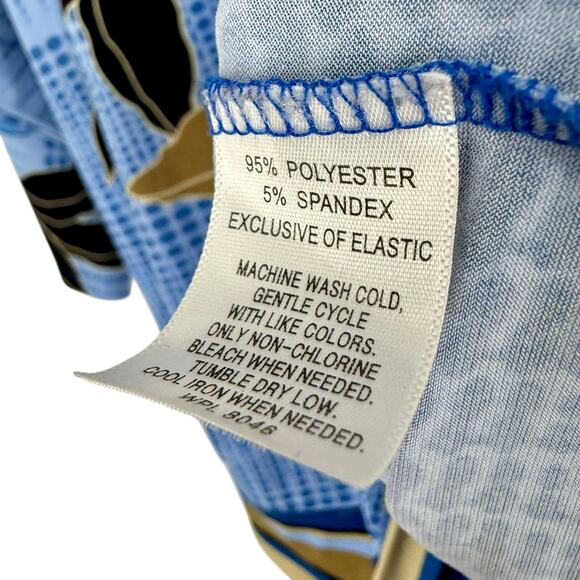 95% POLYESTER
5% SPANDEX
EXCLUSIVE OF ELASTIC
MACHINE WASH COLD,
GENTLE CYCLE
WITH LIKE COLORS.
ONLY NON-CHLORINE
BLEACH WHEN NEEDED.
TUMBLE DRY LOW.
COOL IRON WHEN NEEDED.
WPL 8046